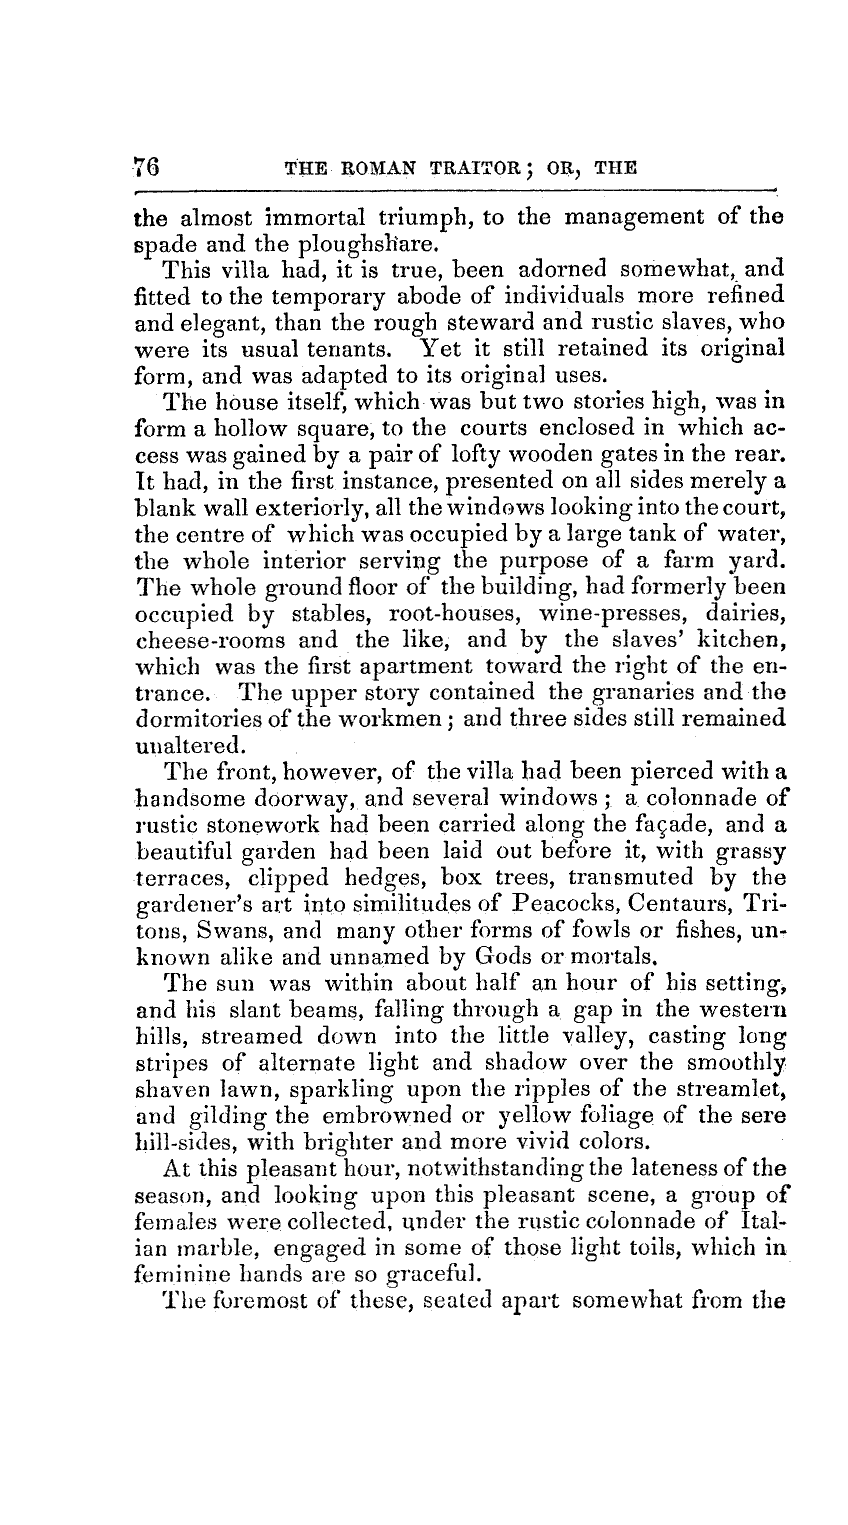 76 THE ROMAN TRAITOR; OR, THE
the almost immortal triumph, to the management of the
spade and the ploughshare.
This villa had, it is true, been adorned somewhat, and
fitted to the temporary abode of individuals more refined
and elegant, than the rough steward and rustic slaves, who
were its usual tenants. Yet it still retained its original
form, and was adapted to its original uses.
The house itself, which was but two stories high, was in
form a hollow square, to the courts enclosed in which ac-
cess was gained by a pair of lofty wooden gates in the rear.
It had, in the first instance, presented on all sides merely a
blank wall exteriorly, all the windows looking into the court,
the centre of which was occupied by a large tank of water,
the whole interior serving the purpose of a farm yard.
The whole ground floor of the building, had formerly been
occupied by stables, root-houses, wine-presses, dairies,
cheese-rooms and the like, and by the slaves' kitchen,
which was the first apartment toward the right of the en-
trance. The upper story contained the granaries and the
dormitories of the workmen; and three sides still remained
unaltered.
The front, however, of the villa had been pierced with a
handsome doorway, and several windows; a colonnade of
rustic stonework had been carried along the façade, and a
beautiful garden had been laid out before it, with grassy
terraces, clipped hedges, box trees, transmuted by the
gardener's art into similitudes of Peacocks, Centaurs, Tri-
tons, Swans, and many other forms of fowls or fishes, un-
known alike and unnamed by Gods or mortals.
The sun was within about half an hour of his setting,
and his slant beams, falling through a gap in the western
hills, streamed down into the little valley, casting long
stripes of alternate light and shadow over the smoothly
shaven lawn, sparkling upon the ripples of the streamlet,
and gilding the embrowned or yellow foliage of the sere
hill-sides, with brighter and more vivid colors.
At this pleasant hour, notwithstanding the lateness of the
season, and looking upon this pleasant scene, a group of
females were collected, under the rustic colonnade of Ital-
ian marble, engaged in some of those light toils, which in
feminine hands are so graceful.
The foremost of these, seated apart somewhat from the